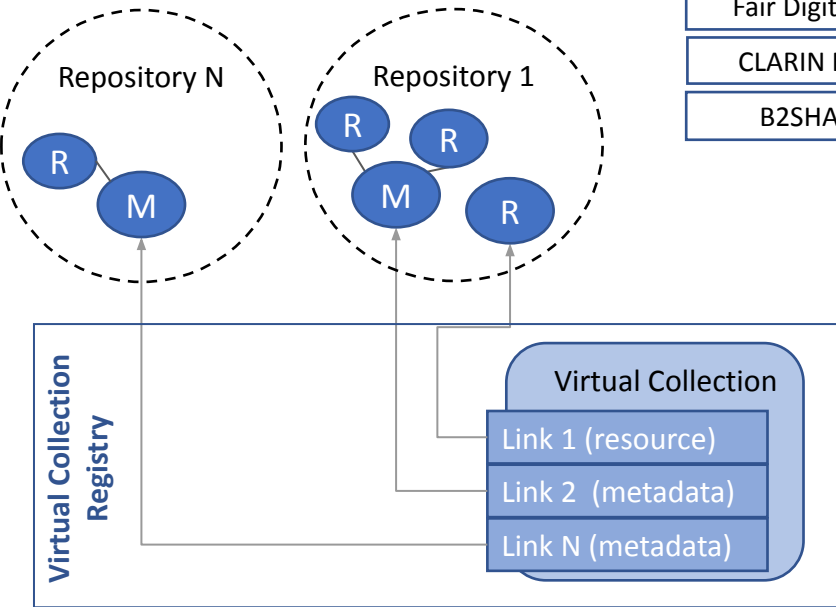 Fair Digit
CLARIN
B2SHA
Repository N
Repository 1
R
R
R
M
M
R
Virtual Collection
Registry
Virtual Collection
Link 1 (resource)
Link 2 (metadata)
Link N (metadata)